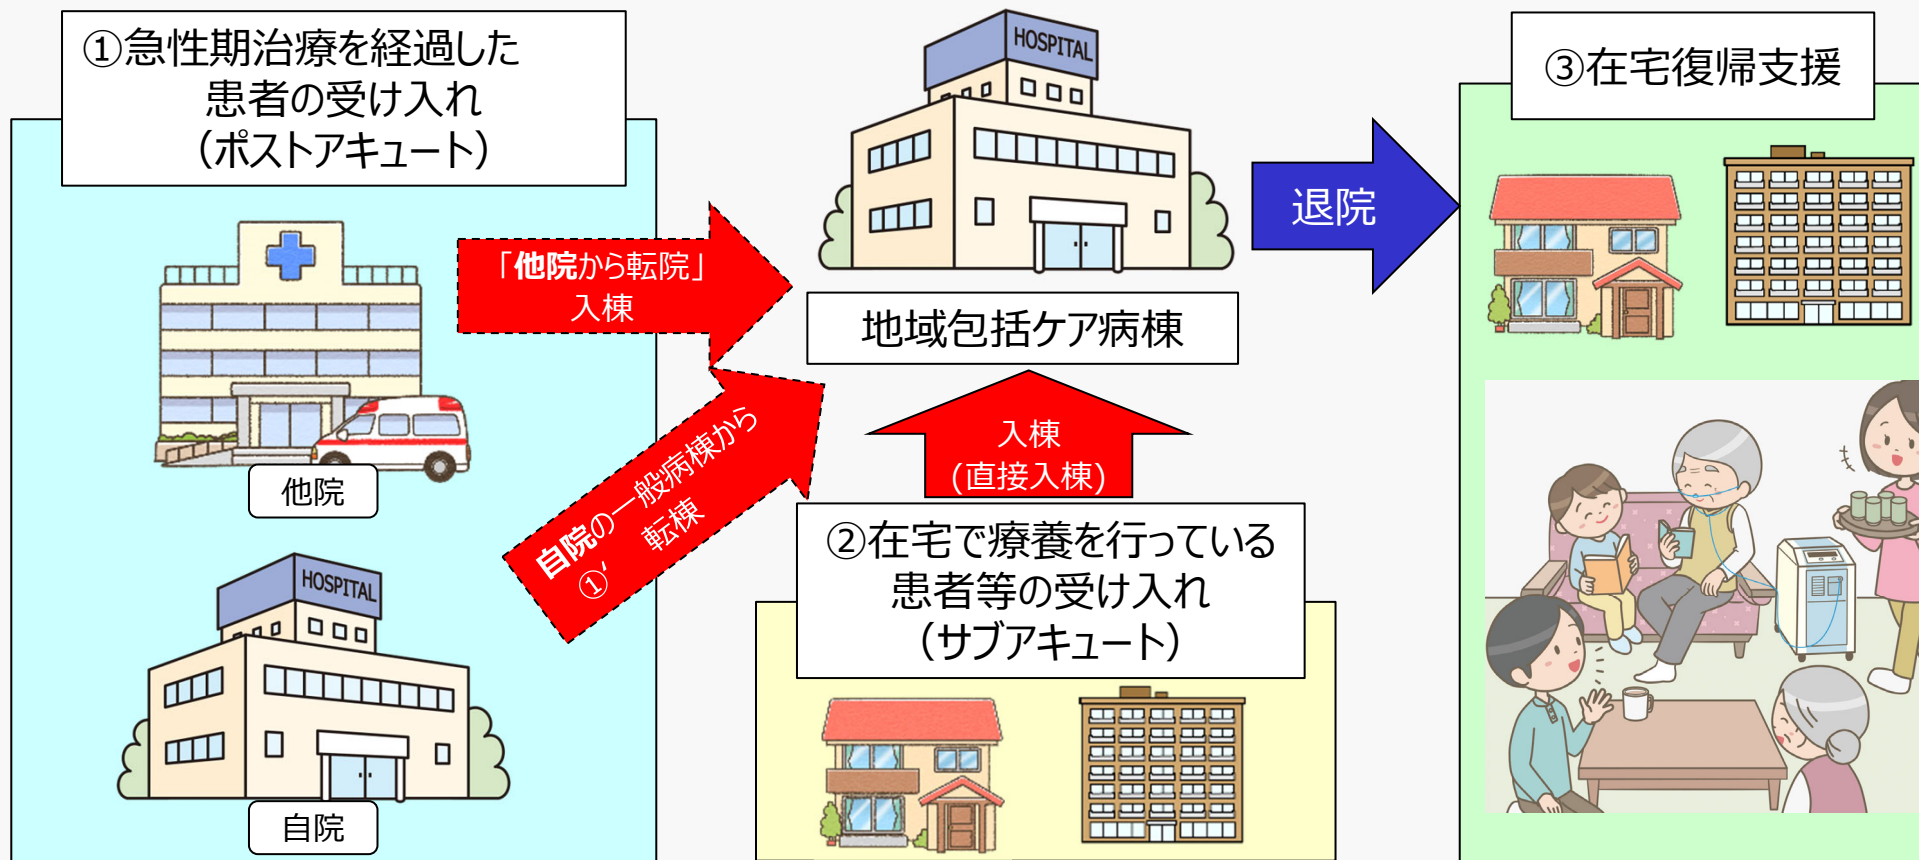 ①急性期治療を経過した
患者の受け入れ
（ポストアキュート）
HOSPITAL
③在宅復帰支援
退院
「他院から転院」
入棟
地域包括ケア病棟
自院の一般病棟から
①‘ 転棟
入棟
(直接入棟)
他院
②在宅で療養を行っている
患者等の受け入れ
（サブアキュート）
HOSPITAL
自院